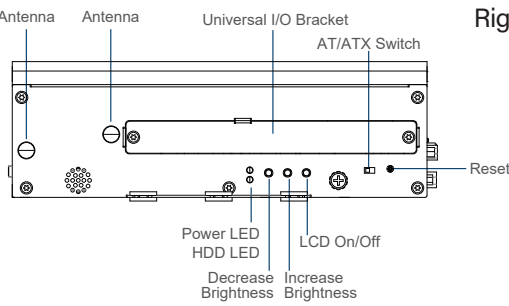 Antenna
Antenna
Universal I/O Bracket
Rig
AT/ATX Switch
Reset
Power LED
HDD LED
LCD On/Off
Decrease
Brightness
Increase
Brightness